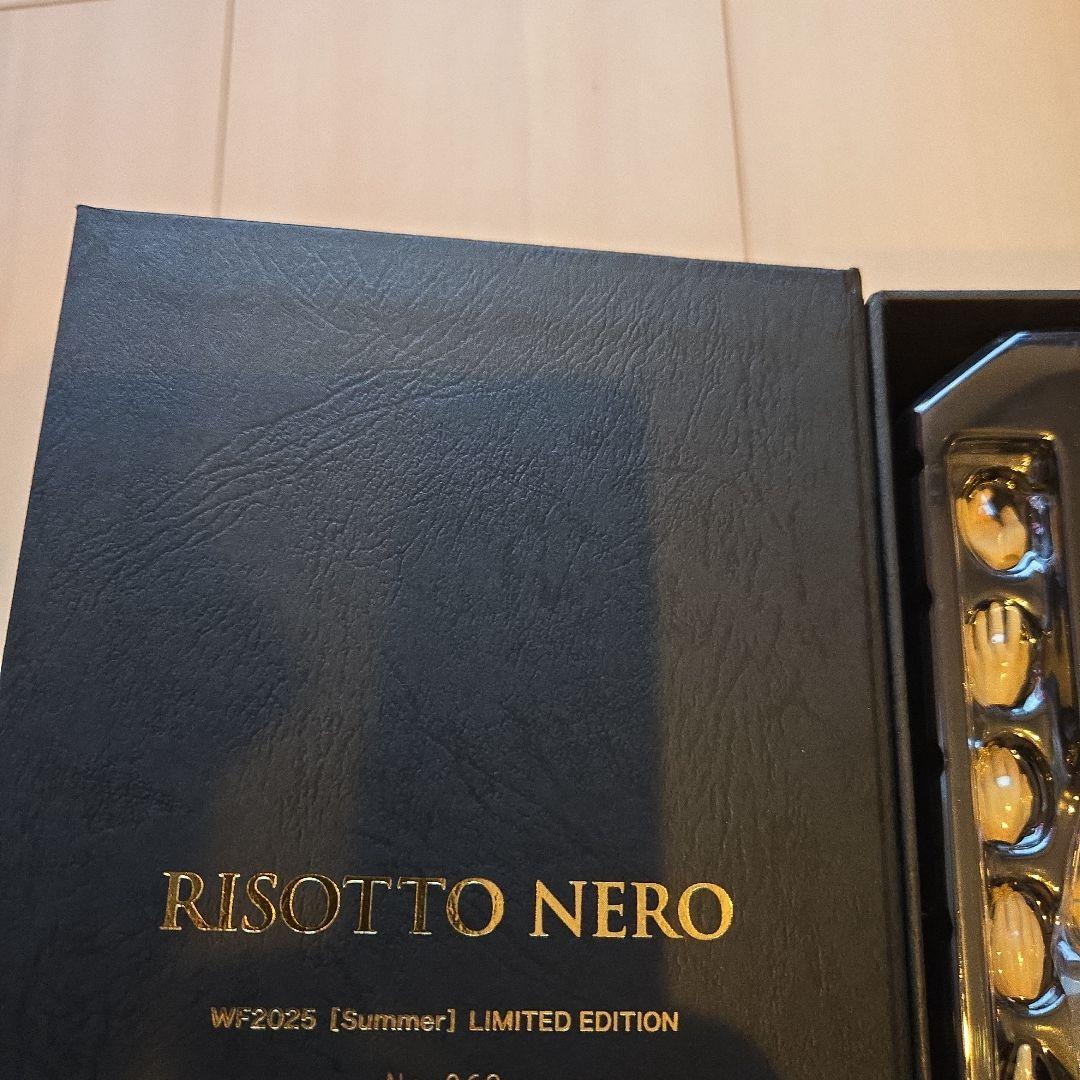 RISOTTO NERO
WF2025 [Summer] LIMITED EDITION